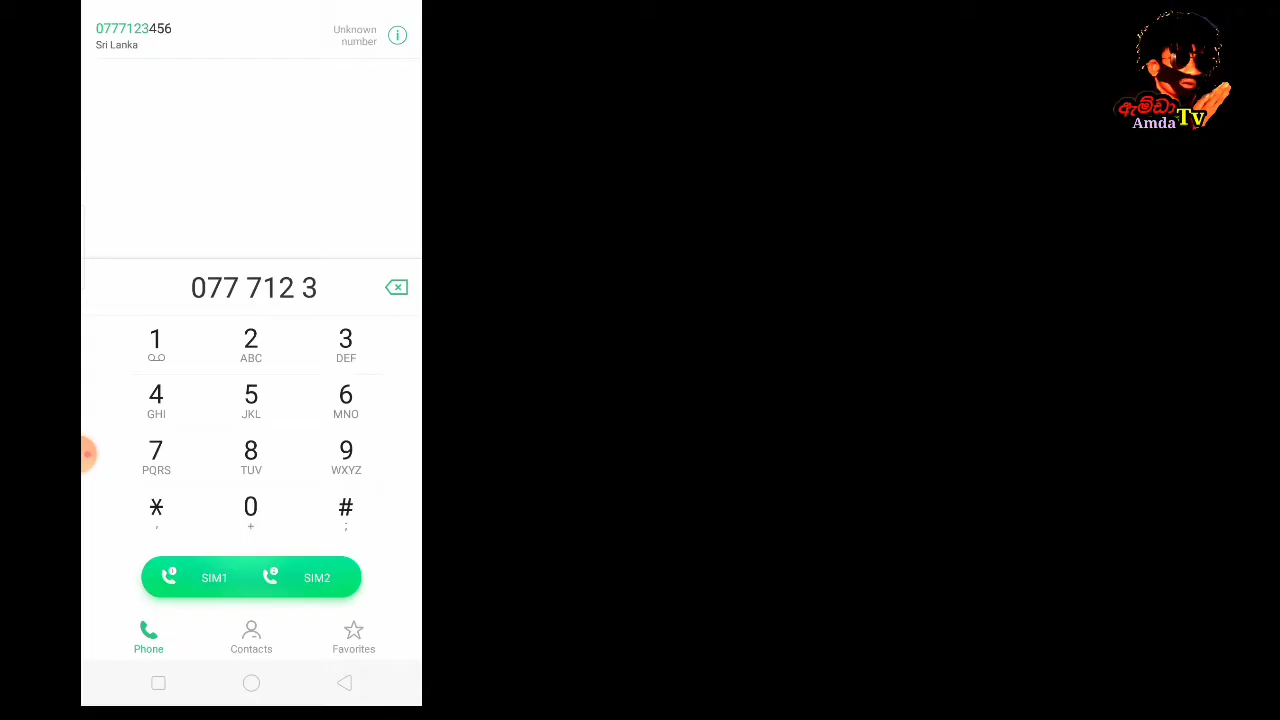 0777123456
Sri Lanka
Unknown
number
077 712 3
1
2
ABC
3
DEF
4
GHI
5
JKL
6
MNO
7
PQRS
8
TUV
9
WXYZ
*
,
0
+
#
;
SIM1
SIM2
Phone
Contacts
Favorites
ඇම්ඩා
Amda Tv